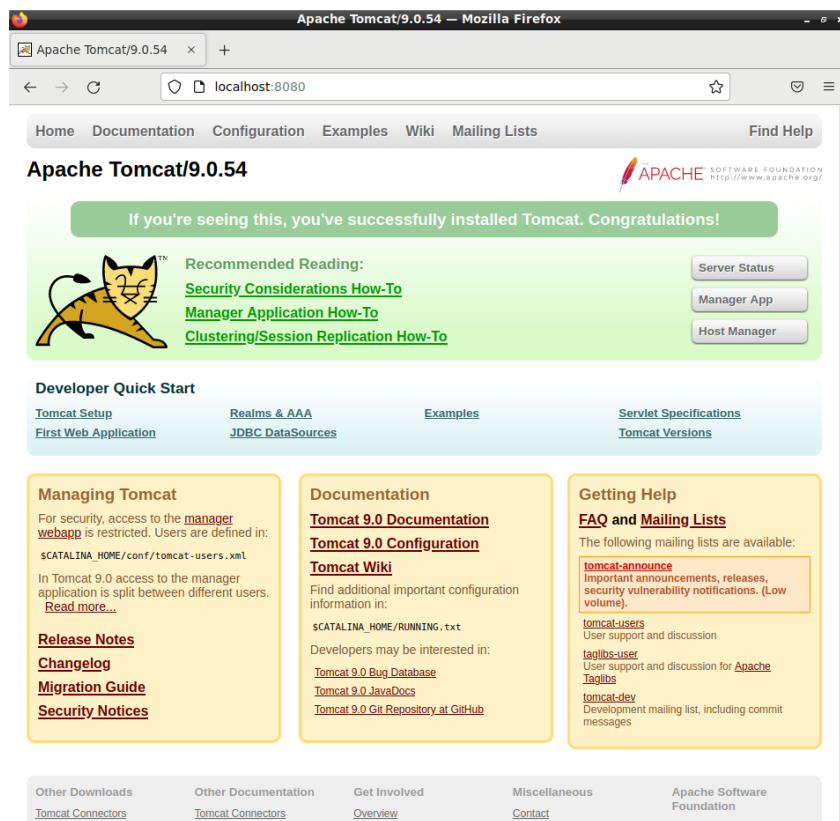 Apache Tomcat/9.0.54 — Mozilla Firefox
Apache Tomcat/9.0.54
localhost:8080
Home Documentation Configuration Examples Wiki Mailing Lists Find Help
Apache Tomcat/9.0.54
THE
APACHE SOFTWARE FOUNDATION
http://www.apache.org/
If you're seeing this, you've successfully installed Tomcat. Congratulations!
TM
Recommended Reading:
Security Considerations How-To
Manager Application How-To
Clustering/Session Replication How-To
Server Status
Manager App
Host Manager
Developer Quick Start
Tomcat Setup
First Web Application
Realms & AAA
JDBC DataSources
Examples
Servlet Specifications
Tomcat Versions
Managing Tomcat
For security, access to the manager
webapp is restricted. Users are defined in:
$CATALINA_HOME/conf/tomcat-users.xml
In Tomcat 9.0 access to the manager
application is split between different users.
Read more...
Release Notes
Changelog
Migration Guide
Security Notices
Documentation
Tomcat 9.0 Documentation
Tomcat 9.0 Configuration
Tomcat Wiki
Find additional important configuration
information in:
$CATALINA_HOME/RUNNING.txt
Developers may be interested in:
Tomcat 9.0 Bug Database
Tomcat 9.0 JavaDocs
Tomcat 9.0 Git Repository at GitHub
Getting Help
FAQ and Mailing Lists
The following mailing lists are available:
tomcat-announce
Important announcements, releases,
security vulnerability notifications. (Low
volume).
tomcat-users
User support and discussion
taglibs-user
User support and discussion for Apache
Taglibs
tomcat-dev
Development mailing list, including commit
messages
Other Downloads
Tomcat Connectors
Other Documentation
Tomcat Connectors
Get Involved
Overview
Miscellaneous
Contact
Apache Software
Foundation